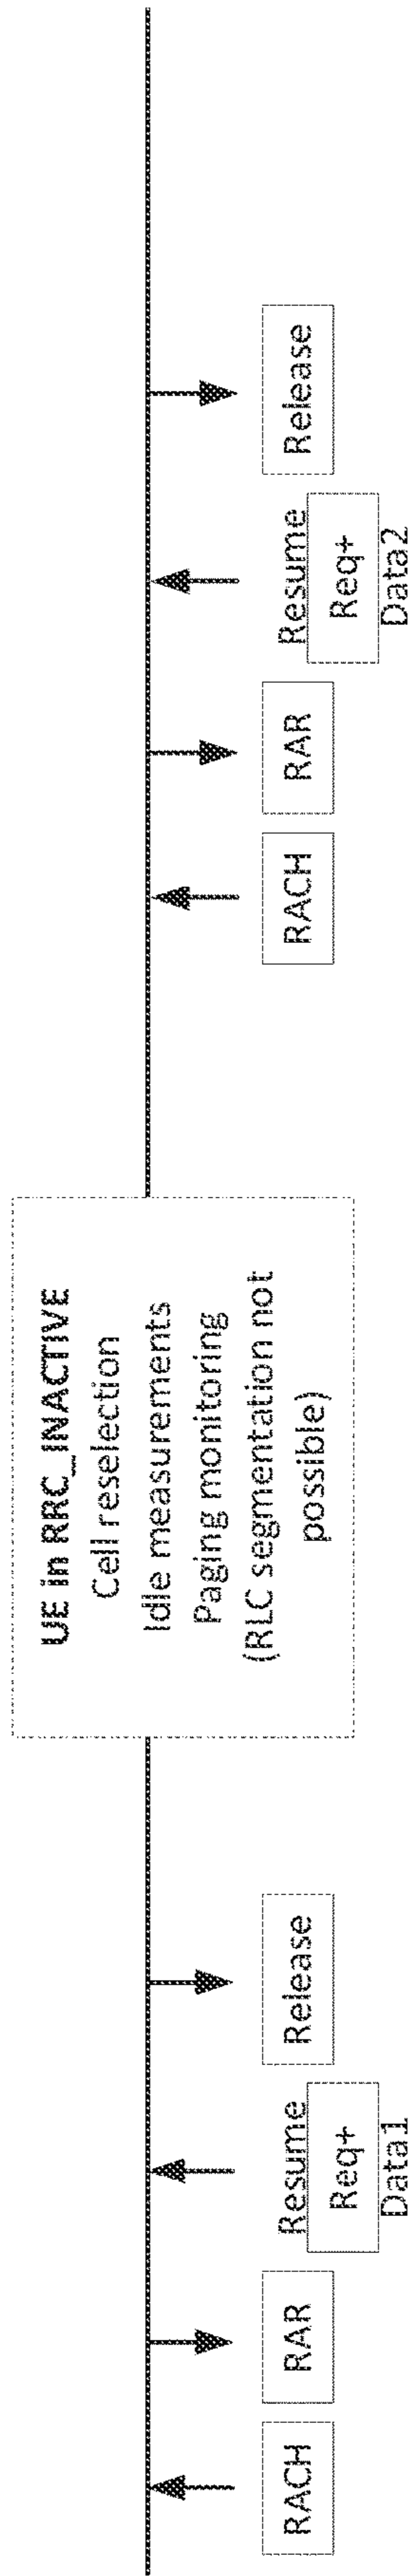 RACH
RAR
Resume
Req+
Data1
Release
UE in RRC_INACTIVE
Cell reselection
Idle measurements
Paging monitoring
(RLC segmentation not
possible)
RACH
RAR
Resume
Req+
Data2
Release